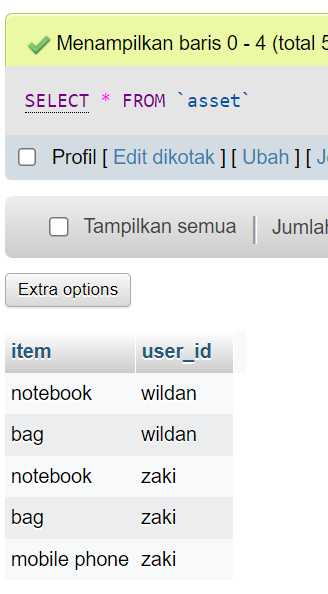 Menampilkan baris 0 - 4 (total 5
SELECT * FROM `asset`
Profil [ Edit dikotak ] [ Ubah ] [ J
Tampilkan semua | Jumlah
Extra options
item user_id
notebook wildan
bag wildan
notebook zaki
bag zaki
mobile phone zaki